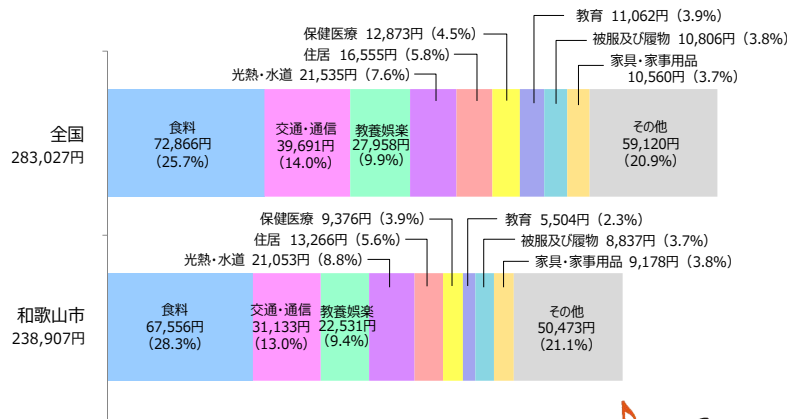 教育 11,062円（3.9%）
保健医療 12,873円（4.5%）
被服及び履物 10,806円（3.8%）
住居 16,555円（5.8%）
家具・家事用品
10,560円（3.7%）
光熱・水道 21,535円（7.6%）
全国
283,027円
食料
72,866円
（25.7%）
交通・通信
39,691円
（14.0%）
教養娯楽
27,958円
（9.9%）
その他
59,120円
（20.9%）
保健医療 9,376円（3.9%）
教育 5,504円（2.3%）
住居 13,266円（5.6%）
被服及び履物 8,837円（3.7%）
光熱・水道 21,053円（8.8%）
家具・家事用品 9,178円（3.8%）
和歌山市
238,907円
食料
67,556円
（28.3%）
交通・通信
31,133円
（13.0%）
教養娯楽
22,531円
（9.4%）
その他
50,473円
（21.1%）